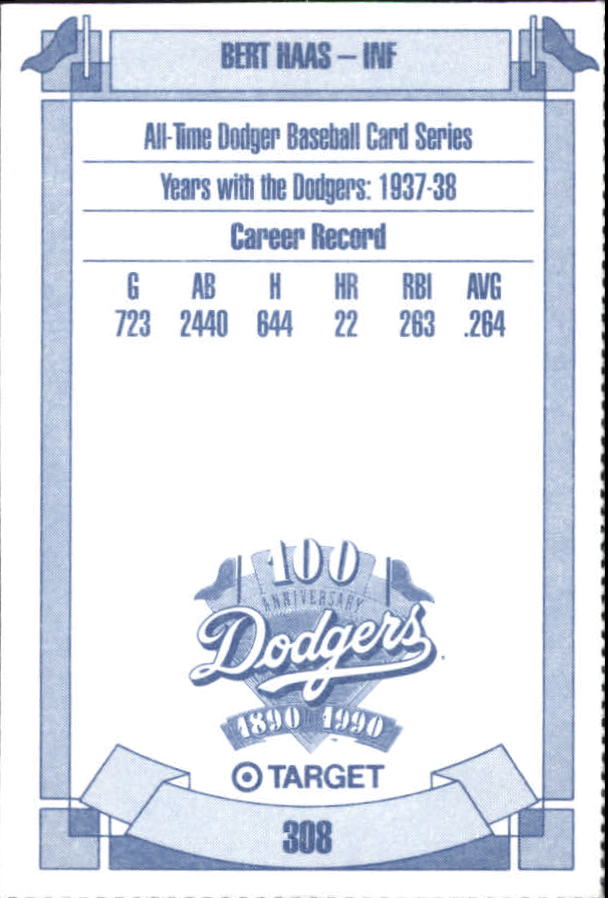 BERT HAAS – INF
All-Time Dodger Baseball Card Series
Years with the Dodgers: 1937-38
Career Record
G AB H HR RBI AVG
723 2440 644 22 263 .264
100
ANNIVERSARY
Dodgers
1890 1990
TARGET
308